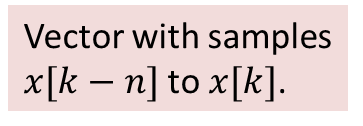 Vector with samples
x[k − n] to x[k].